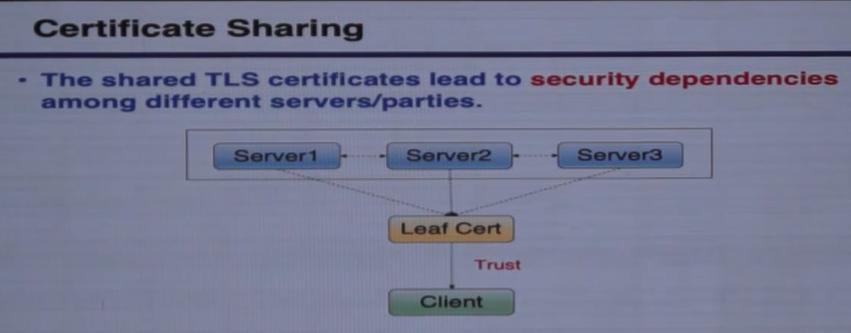 Certificate Sharing
• The shared TLS certificates lead to security dependencies
among different servers/parties.
Server1 Server2 Server3
Leaf Cert
Trust
Client